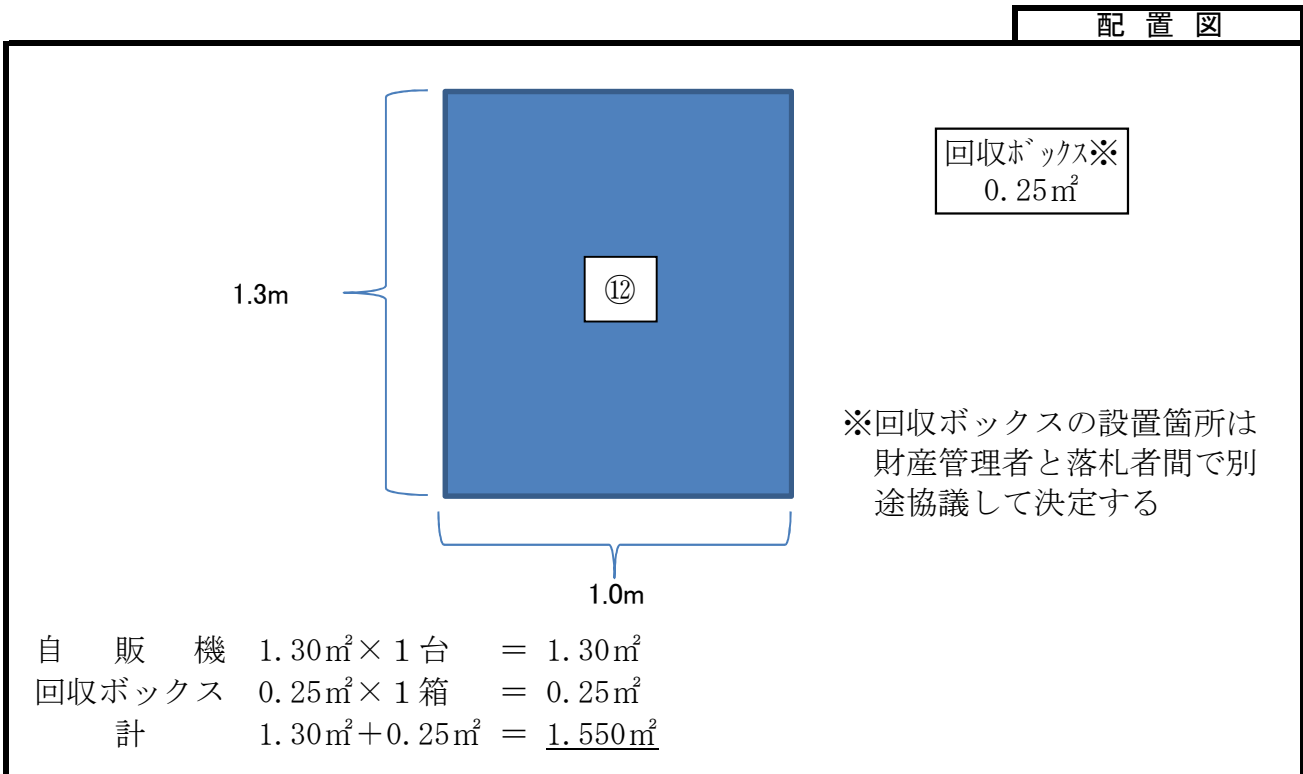 配 置 図
回収ﾎﾞｯｸｽ※
0.25㎡
⑫
1.3m
※回収ボックスの設置箇所は
財産管理者と落札者間で別
途協議して決定する
1.0m
自 販 機 1.30㎡×１台 ＝ 1.30㎡
回収ボックス 0.25㎡×１箱 ＝ 0.25㎡
計 1.30㎡＋0.25㎡ ＝ 1.550㎡